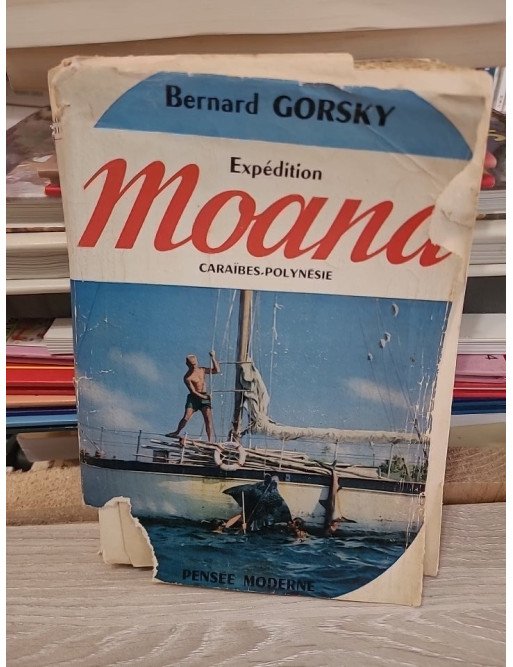 Bernard GORSKY
Expédition
Moana
CARAÏBES-POLYNÉSIE
PENSÉE MODERNE